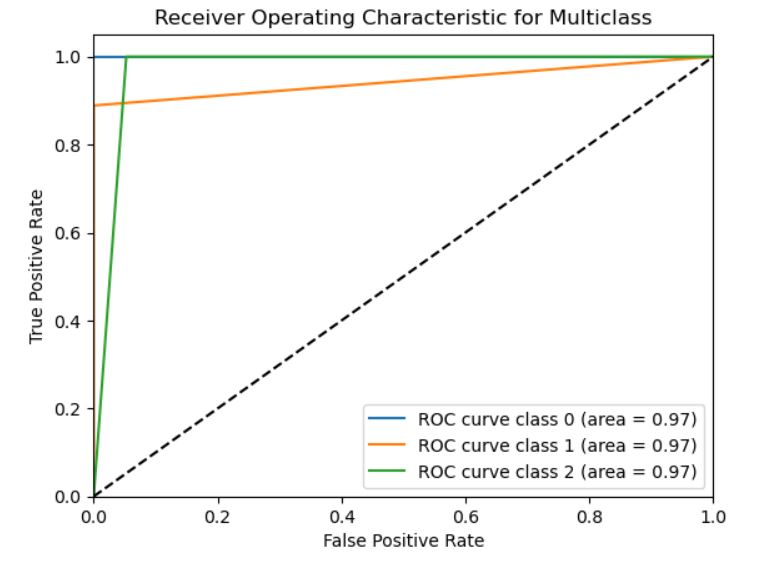 Receiver Operating Characteristic for Multiclass
1.0
0.8
0.6
0.4
0.2
0.0
True Positive Rate
ROC curve class 0 (area = 0.97)
ROC curve class 1 (area = 0.97)
ROC curve class 2 (area = 0.97)
0.0 0.2 0.4 0.6 0.8 1.0
False Positive Rate